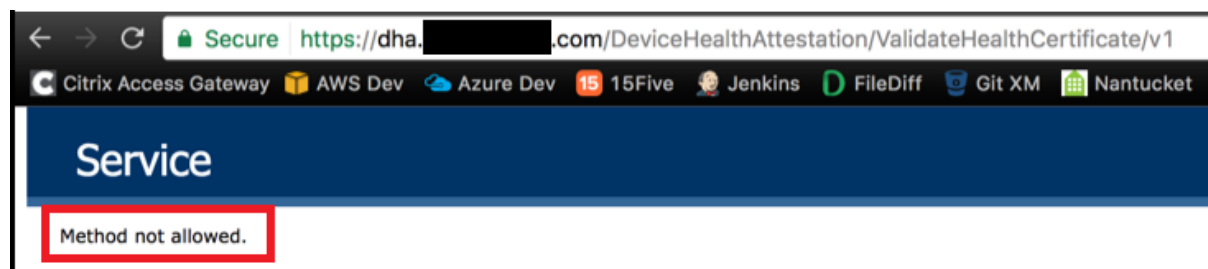 Secure https://dha. .com/DeviceHealthAttestation/ValidateHealthCertificate/v1
C Citrix Access Gateway AWS Dev Azure Dev 15 15Five Jenkins D FileDiff Git XM Nantucket
Service
Method not allowed.